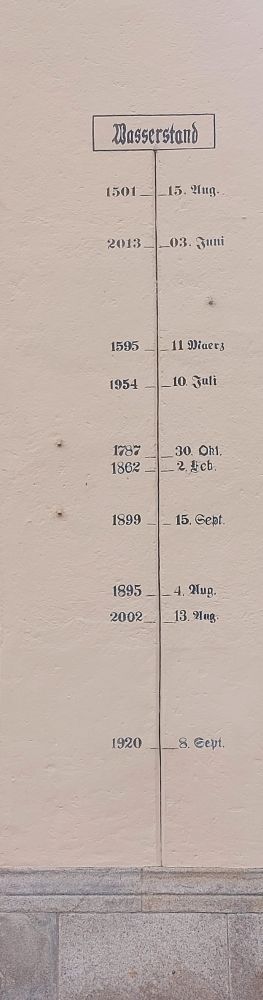 Wasserstand
1501 15. Aug.
2013 03. Juni
1595 11 Maerz
1954 10. Juli
1787 30. Okt.
1862 2. Feb.
1899 15. Sept.
1895 4. Aug.
2002 13. Aug.
1920 8. Sept.